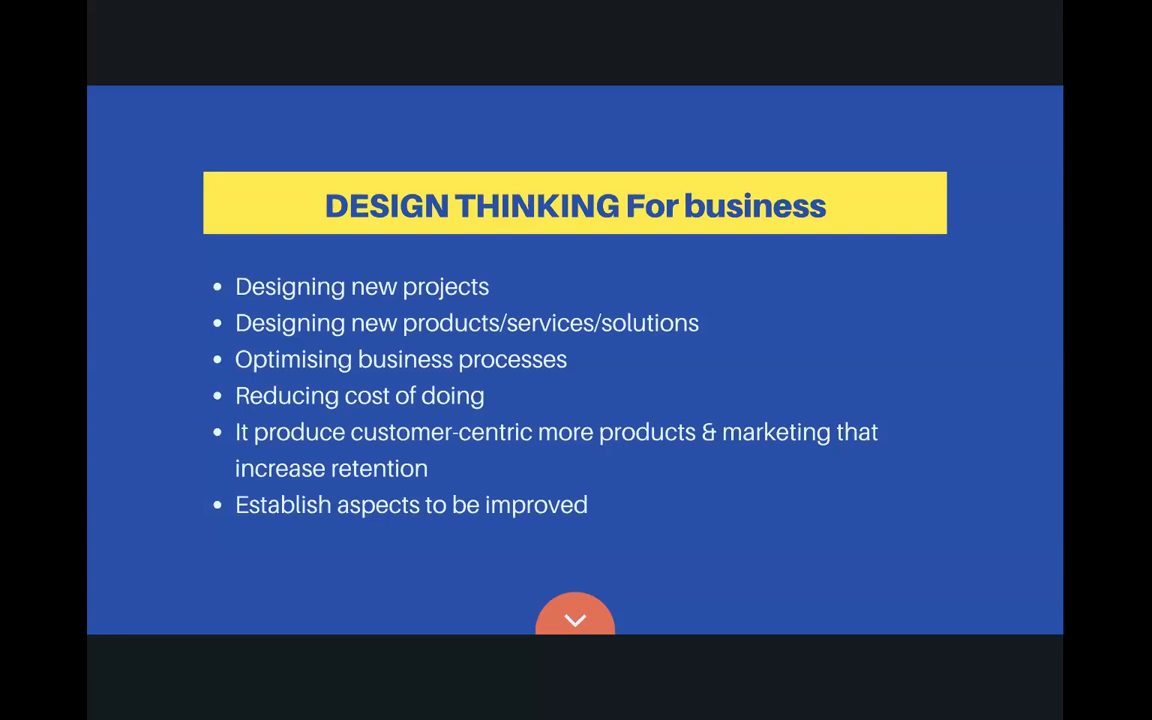 DESIGN THINKING For business
• Designing new projects
• Designing new products/services/solutions
• Optimising business processes
• Reducing cost of doing
• It produce customer-centric more products & marketing that
increase retention
• Establish aspects to be improved